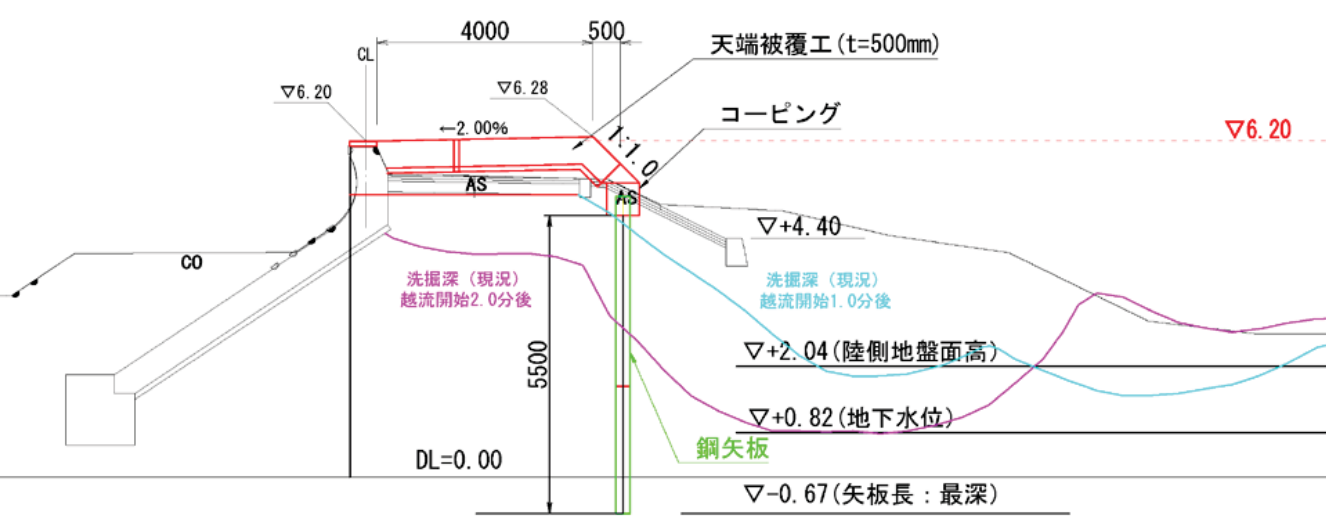 4000
500
天端被覆工(t=500mm)
CL
▽6.20
▽6.28
コーピング
←2.00%
1:1.0
▽6.20
AS
AS
▽+4.40
CO
洗掘深（現況）
越流開始2.0分後
洗掘深（現況）
越流開始1.0分後
5500
▽+2.04(陸側地盤面高)
▽+0.82(地下水位)
鋼矢板
DL=0.00
▽-0.67(矢板長：最深)